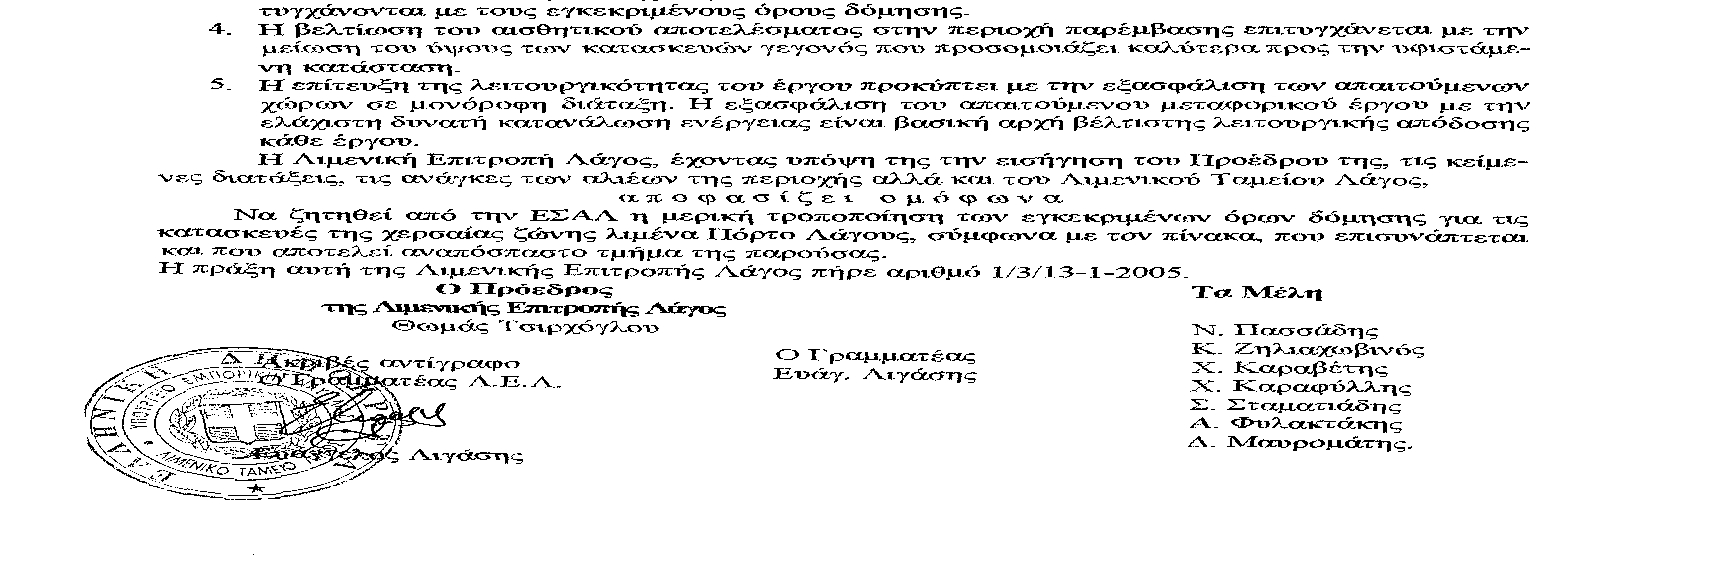 τυγχάνονται με τους εγκεκριμένους όρους δόμησης.
4. Η βελτίωση του αισθητικού αποτελέσματος στην περιοχή παρέμβασης επιτυγχάνεται με την
μείωση του ύψους των κατασκευών γεγονός που προσομοιάζει καλύτερα προς την υφιστάμε-
νη κατάσταση.
5. Η επίτευξη της λειτουργικότητας του έργου προκύπτει με την εξασφάλιση των απαιτούμενων
χώρων σε μονόροφη διάταξη. Η εξασφάλιση του απαιτούμενου μεταφορικού έργου με την
ελάχιστη δυνατή κατανάλωση ενέργειας είναι βασική αρχή βέλτιστης λειτουργικής απόδοσης
κάθε έργου.
Η Λιμενική Επιτροπή Λάγος, έχοντας υπόψη της την εισήγηση του Προέδρου της, τις κείμε-
νες διατάξεις, τις ανάγκες των αλιέων της περιοχής αλλά και του Λιμενικού Ταμείου Λάγος,
α π ο φ α σ ί ζ ε ι ο μ ό φ ω ν α
Να ζητηθεί από την ΕΣΑΛ η μερική τροποποίηση των εγκεκριμένων όρων δόμησης για τις
κατασκευές της χερσαίας ζώνης λιμένα Πόρτο Λάγους, σύμφωνα με τον πίνακα, που επισυνάπτεται
και που αποτελεί αναπόσπαστο τμήμα της παρούσας.
Η πράξη αυτή της Λιμενικής Επιτροπής Λάγος πήρε αριθμό 1/3/13-1-2005.
Ο Πρόεδρος
της Λιμενικής Επιτροπής Λάγος
Θωμάς Τσιρχόγλου
Τα Μέλη
Ν. Πασσάδης
Κ. Ζηλιαχωβινός
Χ. Καραβέτης
Χ. Καραφύλλης
Σ. Σταματιάδης
Α. Φυλακτάκης
Δ. Μαυρομάτης.
Ο Γραμματέας
Ευάγ. Λιγάσης
Ακριβές αντίγραφο
Ο Γραμματέας Λ.Ε.Λ.
Ευάγγελος Λιγάσης
ΕΛΛΗΝΙΚΗ
ΥΠΟΥΡΓΕΙΟ ΕΜΠΟΡΙΚΗΣ
ΛΙΜΕΝΙΚΟ ΤΑΜΕΙΟ